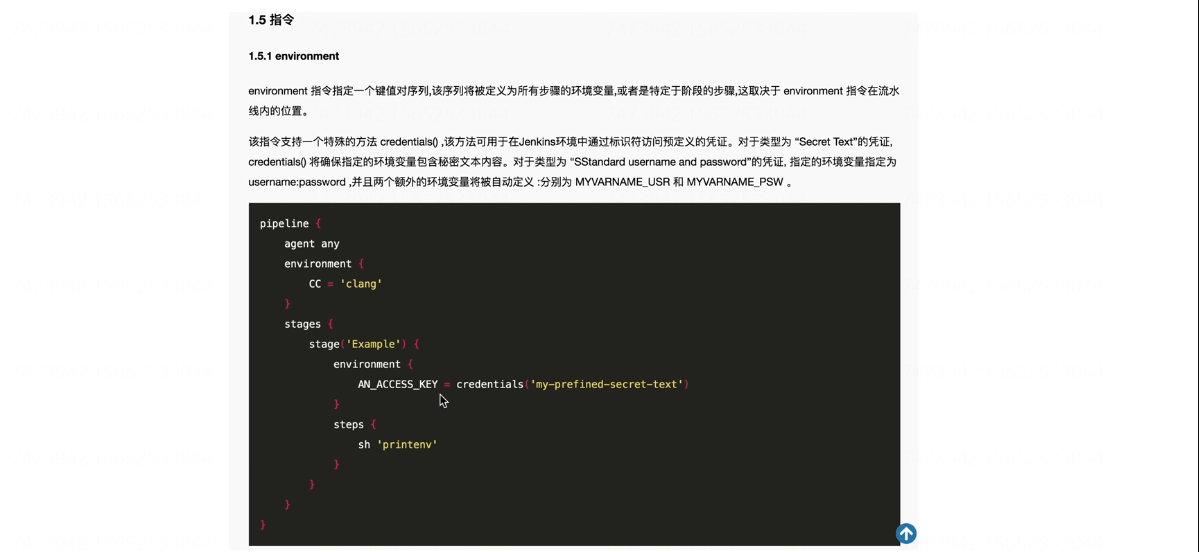 1.5 指令
1.5.1 environment
environment 指令指定一个键值对序列,该序列将被定义为所有步骤的环境变量,或者是特定于阶段的步骤,这取决于 environment 指令在流水
线内的位置。
该指令支持一个特殊的方法 credentials() ,该方法可用于在Jenkins环境中通过标识符访问预定义的凭证。对于类型为 “Secret Text”的凭证,
credentials() 将确保指定的环境变量包含秘密文本内容。对于类型为 “SStandard username and password”的凭证, 指定的环境变量指定为
username:password ,并且两个额外的环境变量将被自动定义 :分别为 MYVARNAME_USR 和 MYVARNAME_PSW 。
pipeline {
    agent any
    environment {
        CC = 'clang'
    }
    stages {
        stage('Example') {
            environment {
                AN_ACCESS_KEY = credentials('my-prefined-secret-text')
            }
            steps {
                sh 'printenv'
            }
        }
    }
}